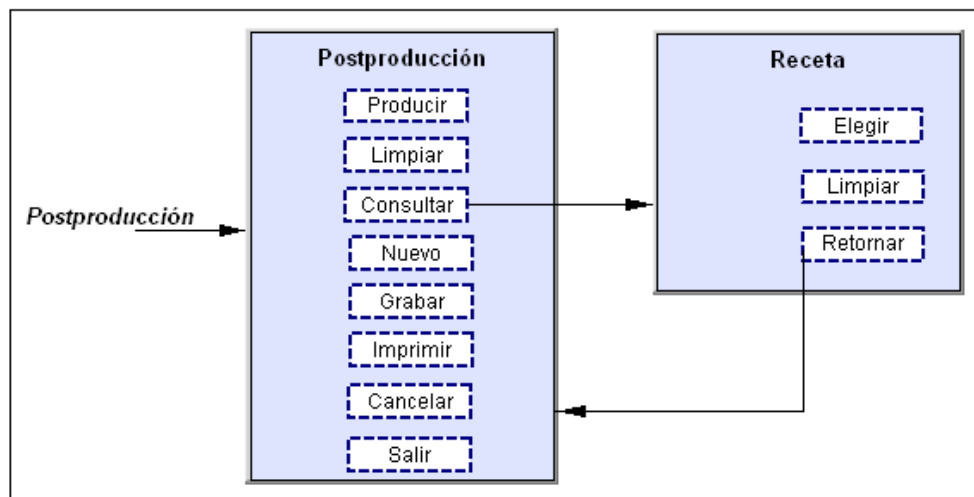 Postproducción
Postproducción
Producir
Limpiar
Consultar
Nuevo
Grabar
Imprimir
Cancelar
Salir
Receta
Elegir
Limpiar
Retornar